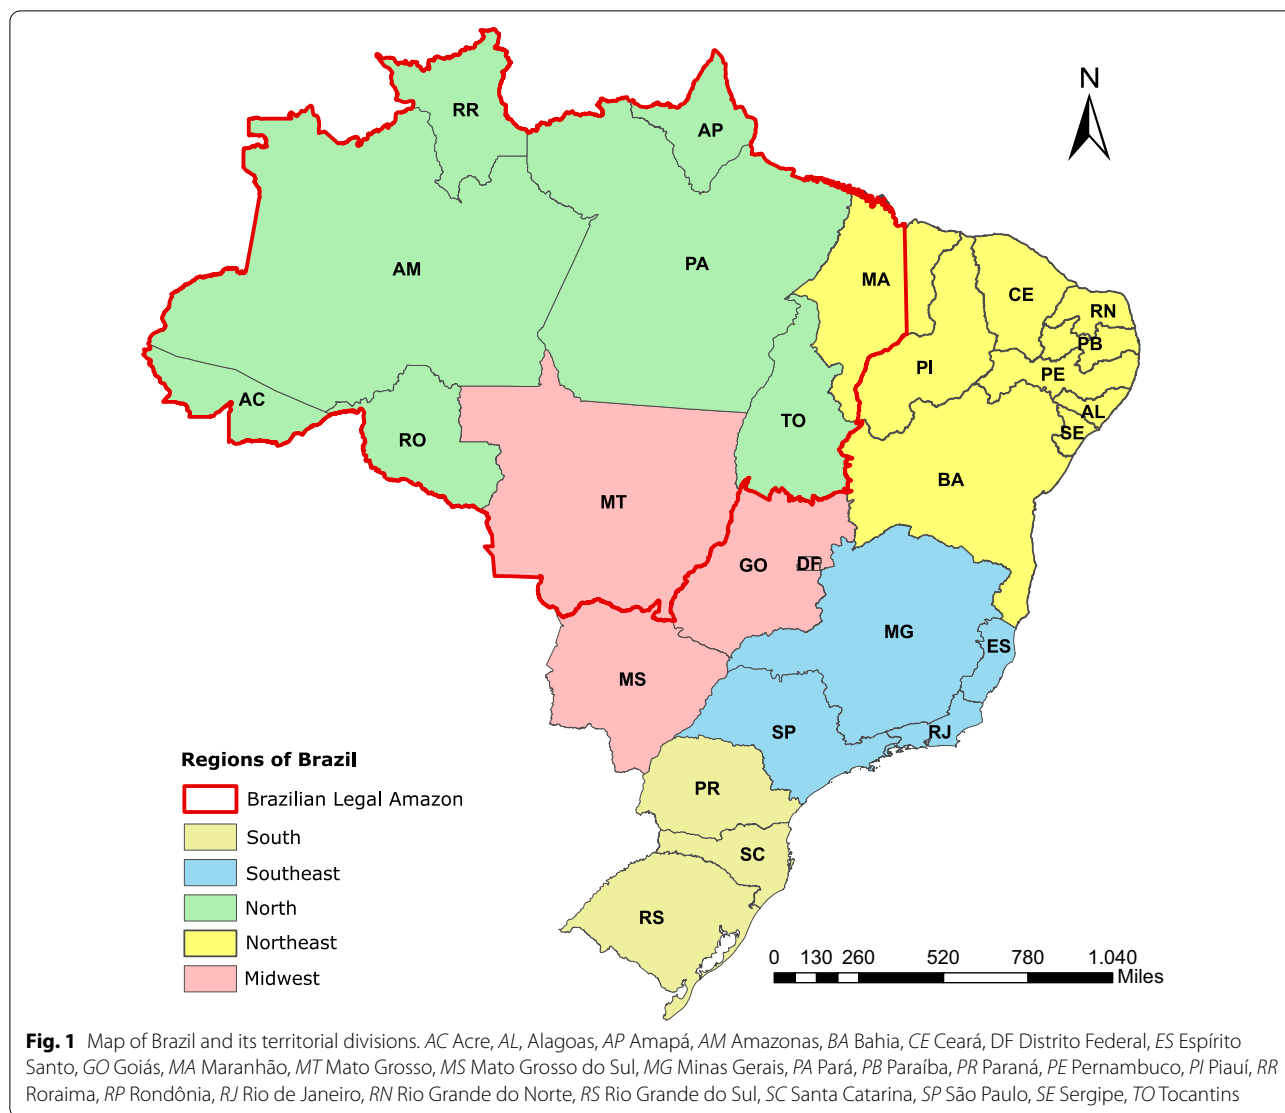 N
RR
AP
AM
PA
MA
CE
RN
PB
PI
PE
AC
TO
AL
RO
SE
BA
MT
GO
DF
MG
ES
MS
SP
RJ
PR
SC
RS
Regions of Brazil
Brazilian Legal Amazon
South
Southeast
North
Northeast
Midwest
0 130 260 520 780 1.040
Miles
Fig. 1 Map of Brazil and its territorial divisions. AC Acre, AL, Alagoas, AP Amapá, AM Amazonas, BA Bahia, CE Ceará, DF Distrito Federal, ES Espírito
Santo, GO Goiás, MA Maranhão, MT Mato Grosso, MS Mato Grosso do Sul, MG Minas Gerais, PA Pará, PB Paraíba, PR Paraná, PE Pernambuco, PI Piauí, RR
Roraima, RP Rondônia, RJ Rio de Janeiro, RN Rio Grande do Norte, RS Rio Grande do Sul, SC Santa Catarina, SP São Paulo, SE Sergipe, TO Tocantins